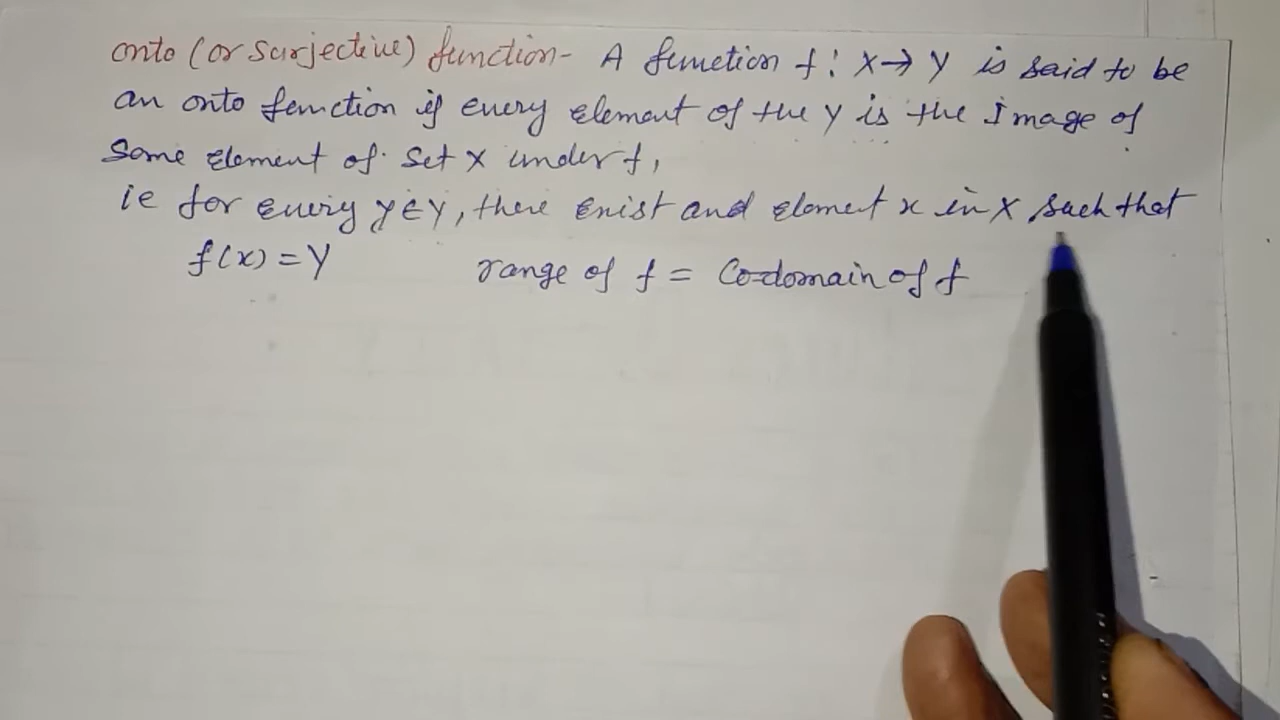 onto (or surjective) function- A function f : X→ Y is said to be
an onto function if every element of the Y is the Image of
Some element of Set X under f,
ie for every y∈Y, there exist and element x in X such that
f(x) = Y range of f = Co-domain of f